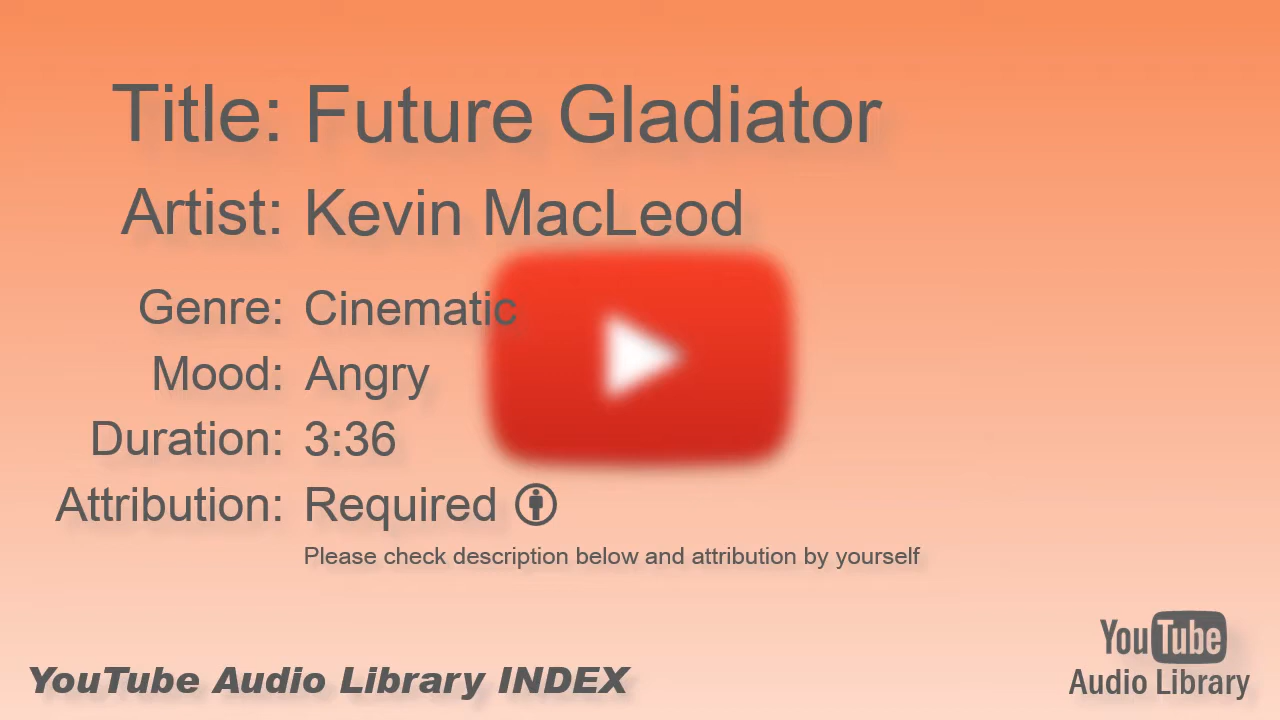 Title: Future Gladiator
Artist: Kevin MacLeod
Genre: Cinematic
Mood: Angry
Duration: 3:36
Attribution: Required
Please check description below and attribution by yourself
YouTube Audio Library INDEX
YouTube
Audio Library